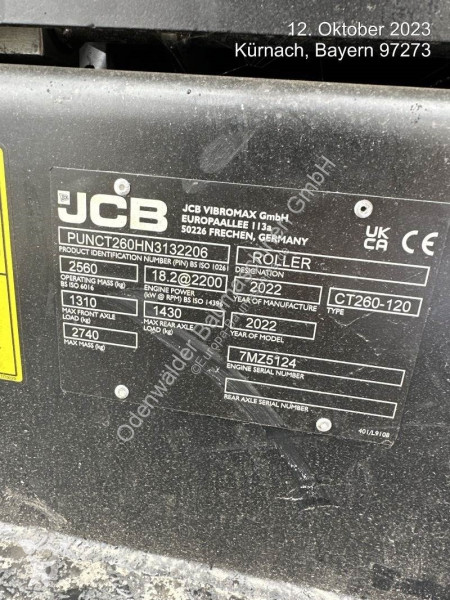 12. Oktober 2023
Kürnach, Bayern 97273
JCB
JCB VIBROMAX GmbH
EUROPAALLEE 113a
50226 FRECHEN, GERMANY
UK
CA
CE
PUNCT260HN3132206
PRODUCT IDENTIFICATION NUMBER (PIN) BS ISO 10261
ROLLER
DESIGNATION
2560
OPERATING MASS (kg)
BS ISO 6016
18.2@2200
ENGINE POWER
(kW @ RPM) BS ISO 14396
2022
YEAR OF MANUFACTURE
CT260-120
TYPE
1310
MAX FRONT AXLE
LOAD (kg)
1430
MAX REAR AXLE
LOAD (kg)
2022
YEAR OF MODEL
2740
MAX MASS (kg)
7MZ5124
ENGINE SERIAL NUMBER
REAR AXLE SERIAL NUMBER
401/L9108
Odenwälder Baumaschinen GmbH